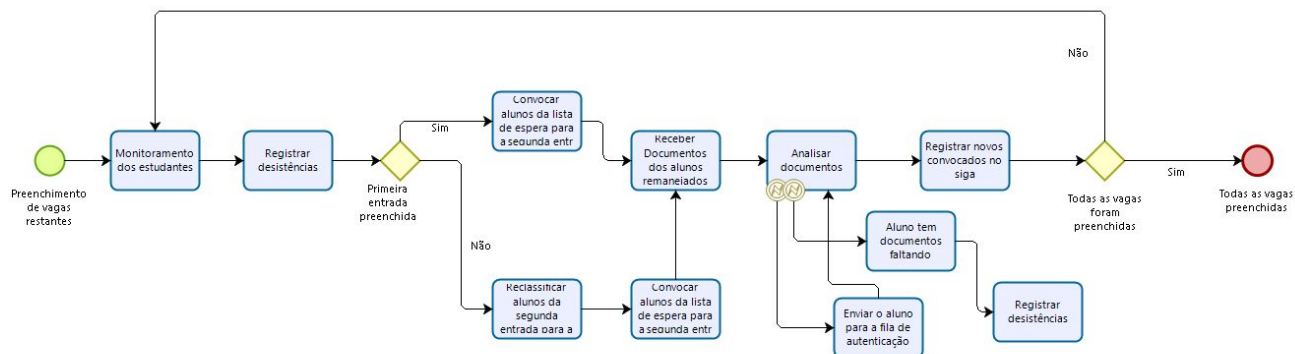 Não
Convocar
alunos da lista
de espera para
a segunda entr
Sim
Monitoramento
dos estudantes
Registrar
desistências
Receber
Documentos
dos alunos
remanejados
Analisar
documentos
Registrar novos
convocados no
siga
Sim
Preenchimento
de vagas
restantes
Primeira
entrada
preenchida
Todas as vagas
foram
preenchidas
Todas as vagas
preenchidas
Não
Aluno tem
documentos
faltando
Reclassificar
alunos da
segunda
entrada para a
Convocar
alunos da lista
de espera para
a segunda entr
Enviar o aluno
para a fila de
autenticação
Registrar
desistências